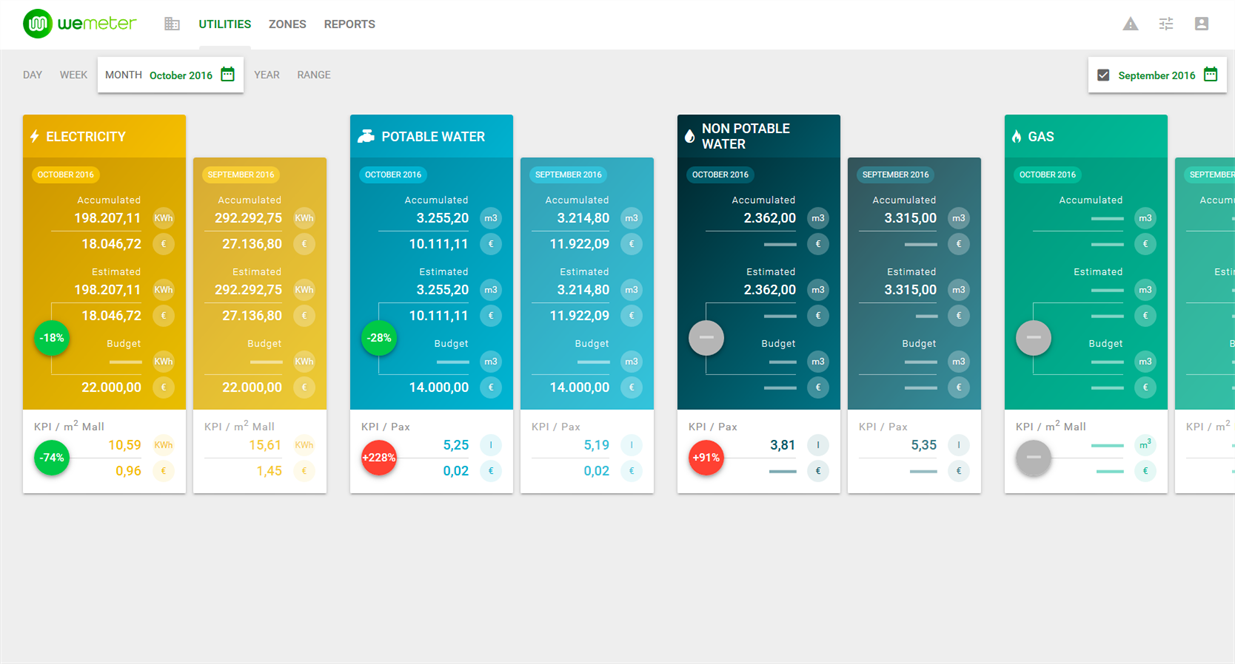 wemeter
UTILITIES
ZONES
REPORTS
DAY
WEEK
MONTH October 2016
YEAR
RANGE
September 2016
ELECTRICITY
OCTOBER 2016
Accumulated
198.207,11 KWh
18.046,72 €
Estimated
198.207,11 KWh
18.046,72 €
-18%
Budget
KWh
22.000,00 €
KPI / m2 Mall
-74%
10,59 KWh
0,96 €
SEPTEMBER 2016
Accumulated
292.292,75 KWh
27.136,80 €
Estimated
292.292,75 KWh
27.136,80 €
Budget
KWh
22.000,00 €
KPI / m2 Mall
15,61 KWh
1,45 €
POTABLE WATER
OCTOBER 2016
Accumulated
3.255,20 m3
10.111,11 €
Estimated
3.255,20 m3
10.111,11 €
-28%
Budget
m3
14.000,00 €
KPI / Pax
+228%
5,25 l
0,02 €
SEPTEMBER 2016
Accumulated
3.214,80 m3
11.922,09 €
Estimated
3.214,80 m3
11.922,09 €
Budget
m3
14.000,00 €
KPI / Pax
5,19 l
0,02 €
NON POTABLE
WATER
OCTOBER 2016
Accumulated
2.362,00 m3
€
Estimated
2.362,00 m3
€
Budget
m3
€
KPI / Pax
+91%
3,81 l
€
SEPTEMBER 2016
Accumulated
3.315,00 m3
€
Estimated
3.315,00 m3
€
Budget
m3
€
KPI / Pax
5,35 l
€
GAS
OCTOBER 2016
Accumulated
m3
€
Estimated
m3
€
Budget
m3
€
KPI / m2 Mall
m3
€
SEPTEMBER
Accum
Esti
B
KPI / m2